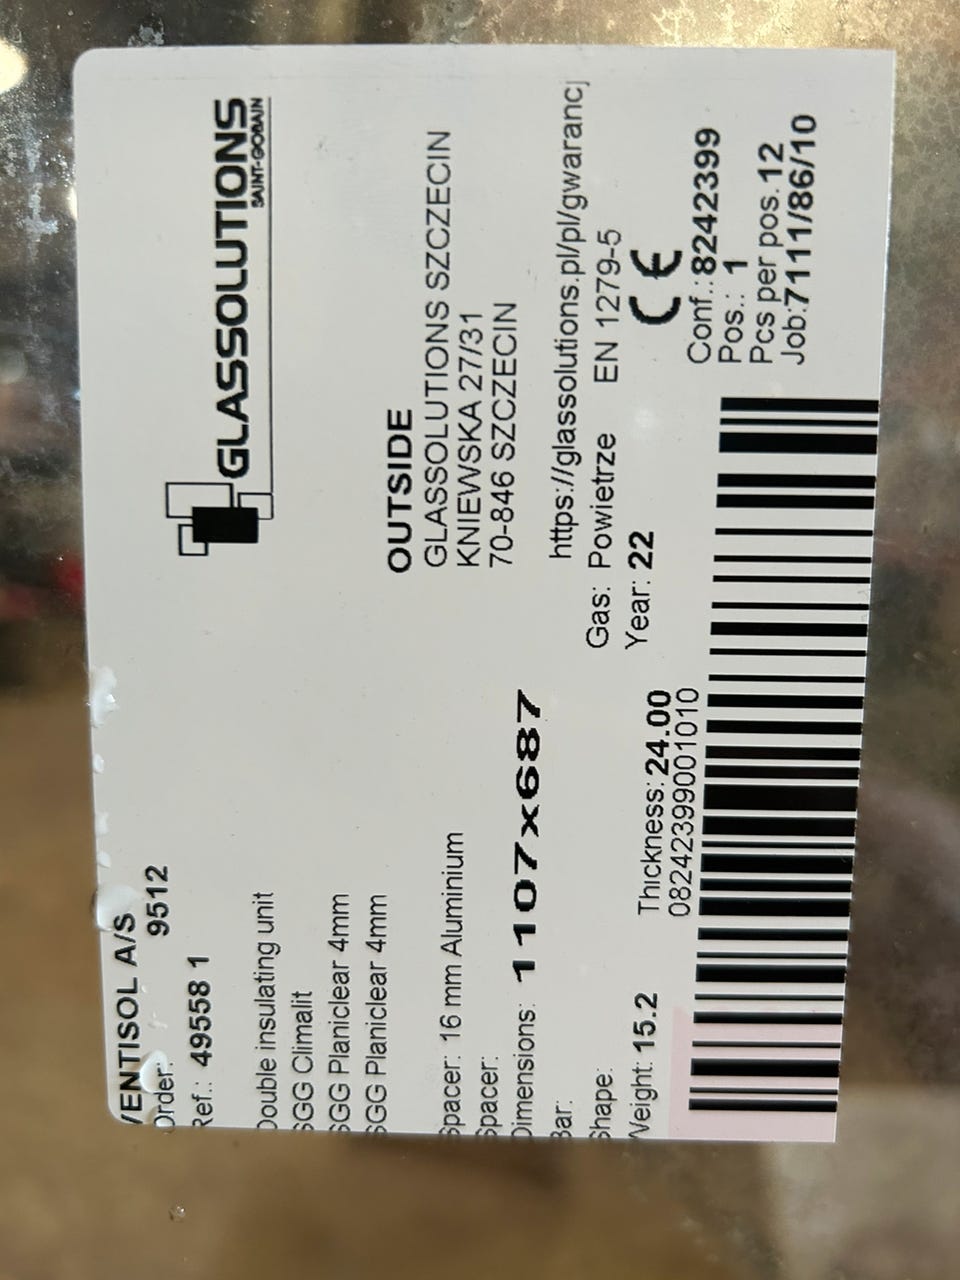 GLASSOLUTIONS
SAINT-GOBAIN
VENTISOL A/S
Order: 9512
Ref.: 49558 1
Double insulating unit
SGG Climalit
SGG Planiclear 4mm
SGG Planiclear 4mm
Spacer: 16 mm Aluminium
Spacer:
Dimensions: 1107x687
Bar:
Shape:
Weight: 15.2
Thickness: 24.00
OUTSIDE
GLASSOLUTIONS SZCZECIN
KNIEWSKA 27/31
70-846 SZCZECIN
https://glassolutions.pl/pl/gwarancj
Gas: Powietrze EN 1279-5
Year: 22
CE
08242399001010
Conf.:8242399
Pos.: 1
Pcs per pos.12
Job:7111/86/10